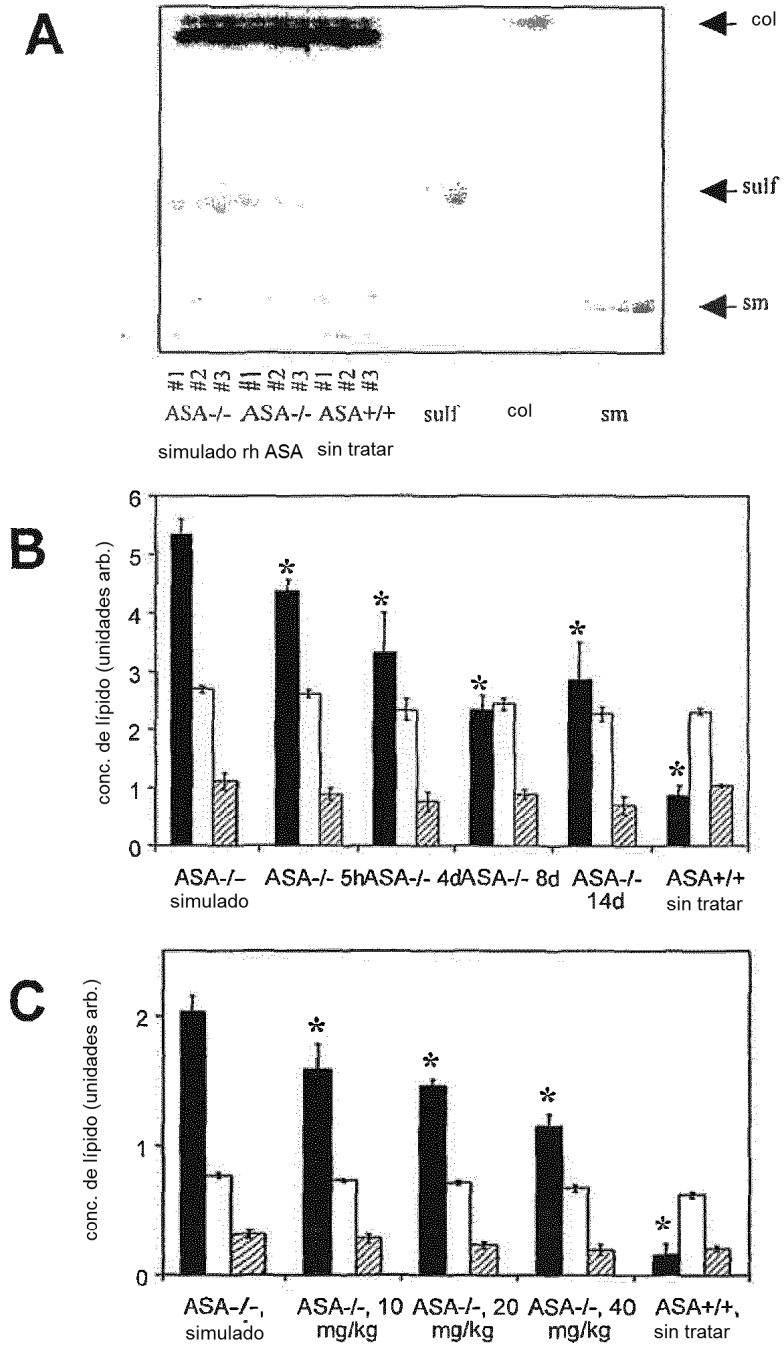 A
col
sulf
sm
#1 #2 #3 #1 #2 #3 #1 #2 #3
ASA-/- ASA-/- ASA+/+ sulf col sm
simulado rh ASA sin tratar
B
conc. de lípido (unidades arb.)
6
5
4
3
2
1
0
* * * * *
ASA-/- ASA-/- 5h ASA-/- 4d ASA-/- 8d ASA-/- ASA+/+
simulado 14d sin tratar
C
conc. de lípido (unidades arb.)
2
1
0
* * * *
ASA-/-, ASA-/-, 10 ASA-/-, 20 ASA-/-, 40 ASA+/+,
simulado mg/kg mg/kg mg/kg sin tratar